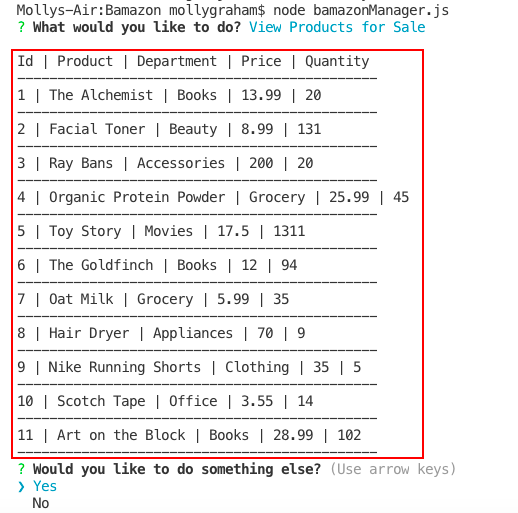 Mollys-Air:Bamazon mollygraham$ node bamazonManager.js
? What would you like to do? View Products for Sale
Id | Product | Department | Price | Quantity
----------------------------------------
1 | The Alchemist | Books | 13.99 | 20
----------------------------------------
2 | Facial Toner | Beauty | 8.99 | 131
----------------------------------------
3 | Ray Bans | Accessories | 200 | 20
----------------------------------------
4 | Organic Protein Powder | Grocery | 25.99 | 45
----------------------------------------
5 | Toy Story | Movies | 17.5 | 1311
----------------------------------------
6 | The Goldfinch | Books | 12 | 94
----------------------------------------
7 | Oat Milk | Grocery | 5.99 | 35
----------------------------------------
8 | Hair Dryer | Appliances | 70 | 9
----------------------------------------
9 | Nike Running Shorts | Clothing | 35 | 5
----------------------------------------
10 | Scotch Tape | Office | 3.55 | 14
----------------------------------------
11 | Art on the Block | Books | 28.99 | 102
----------------------------------------
? Would you like to do something else? (Use arrow keys)
❯ Yes
No